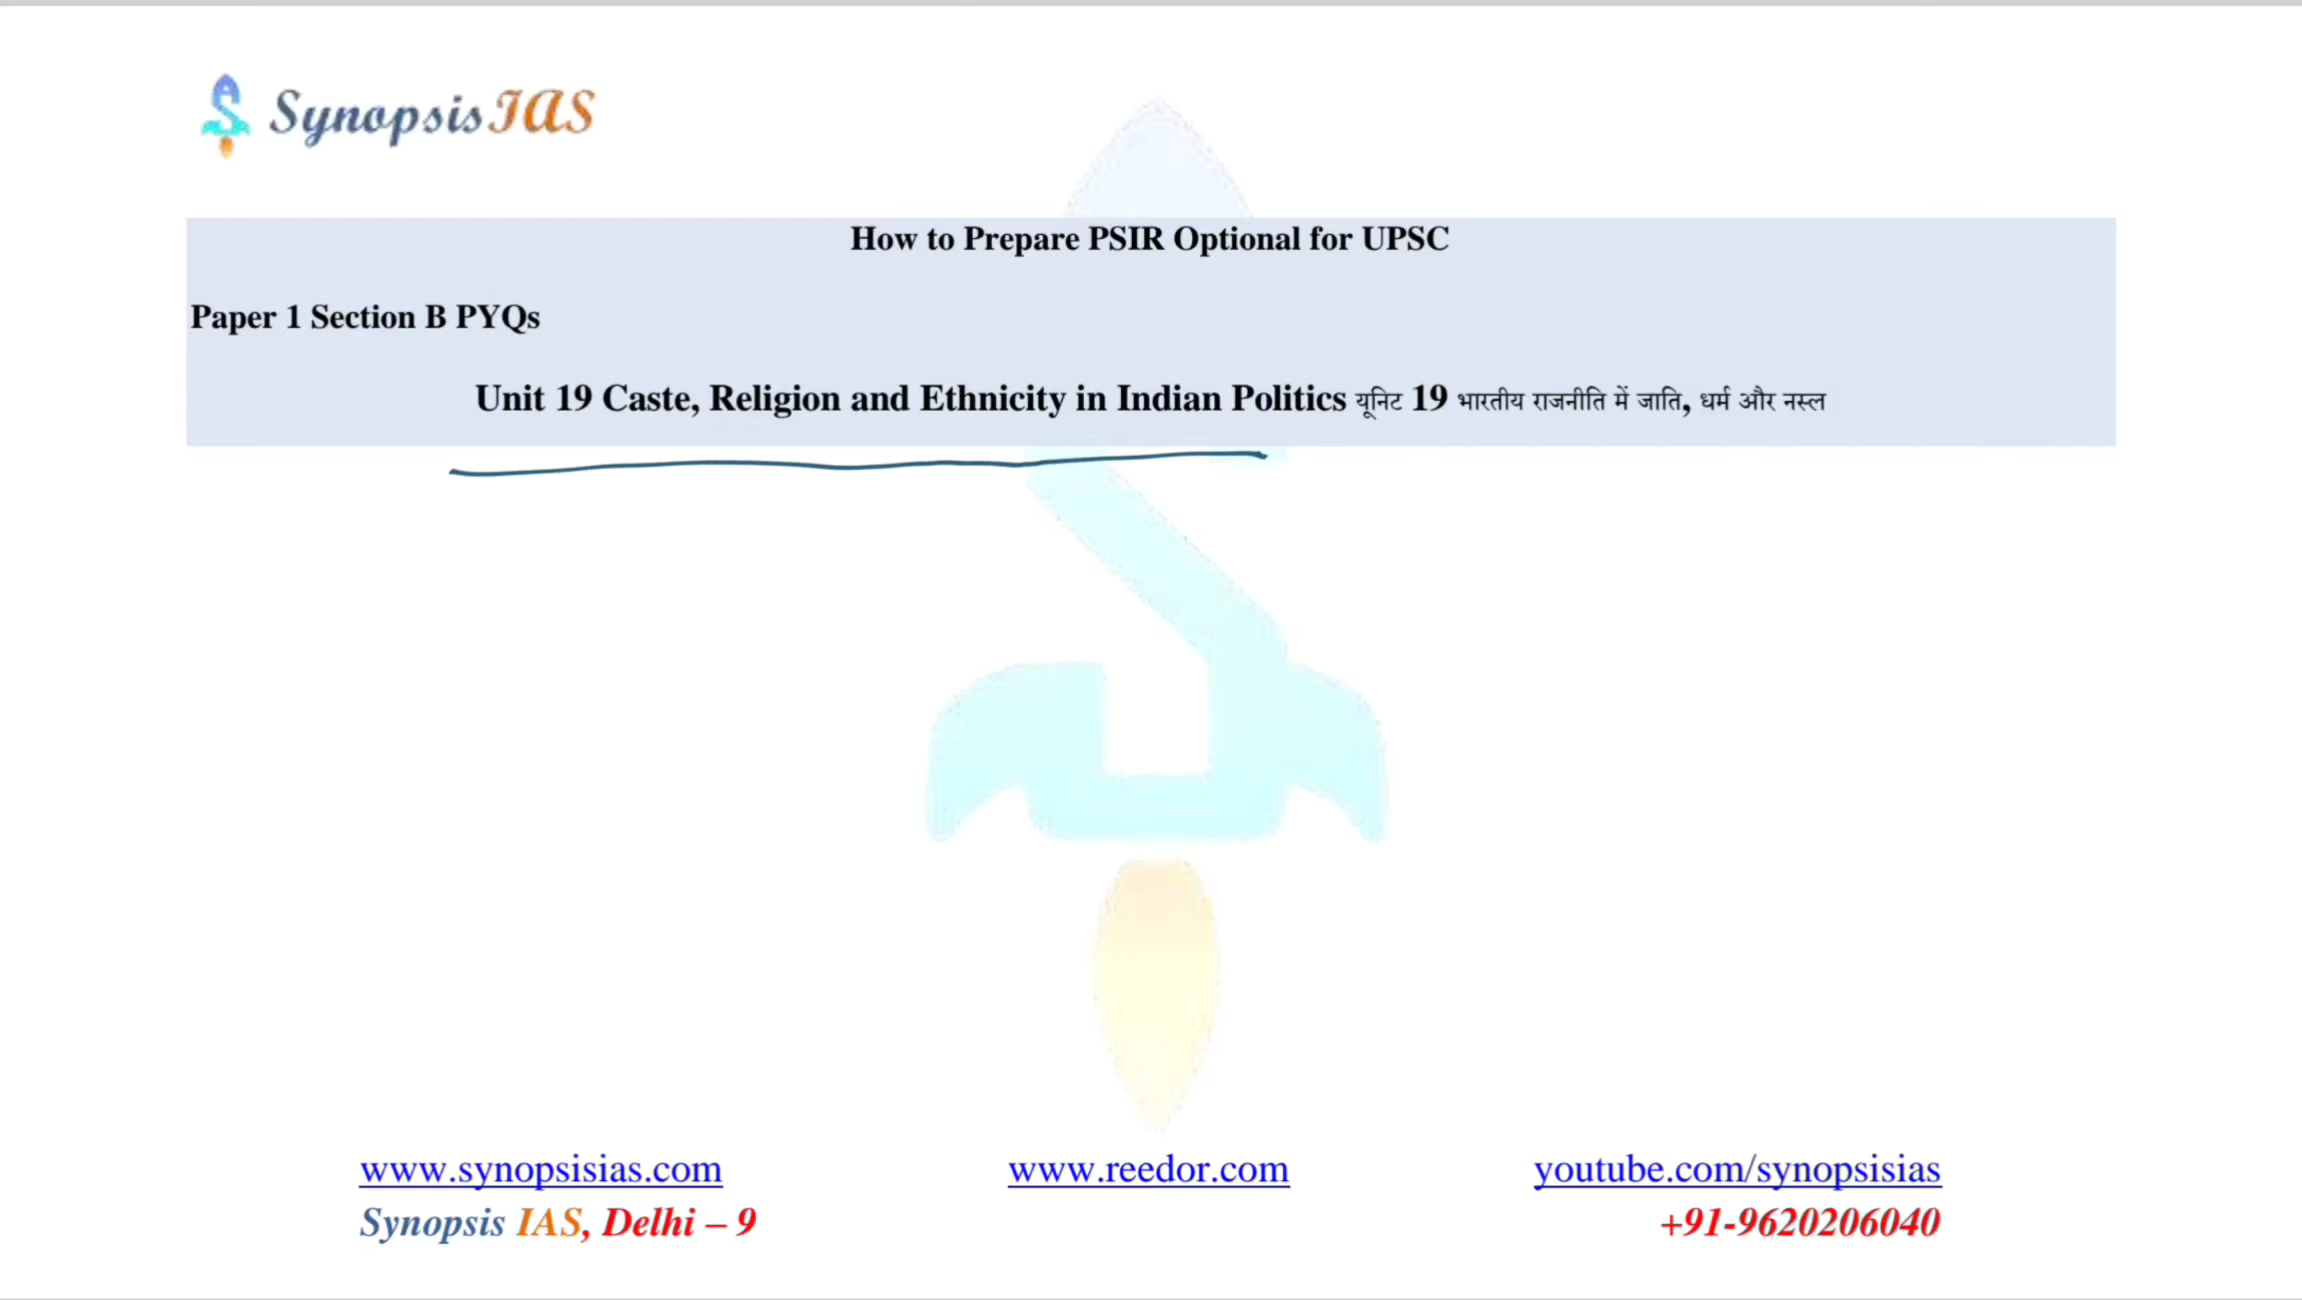 SynopsisIAS
How to Prepare PSIR Optional for UPSC
Paper 1 Section B PYQs
Unit 19 Caste, Religion and Ethnicity in Indian Politics यूनिट 19 भारतीय राजनीति में जाति, धर्म और नस्ल
www.synopsisias.com www.reedor.com youtube.com/synopsisias
Synopsis IAS, Delhi – 9 +91-9620206040